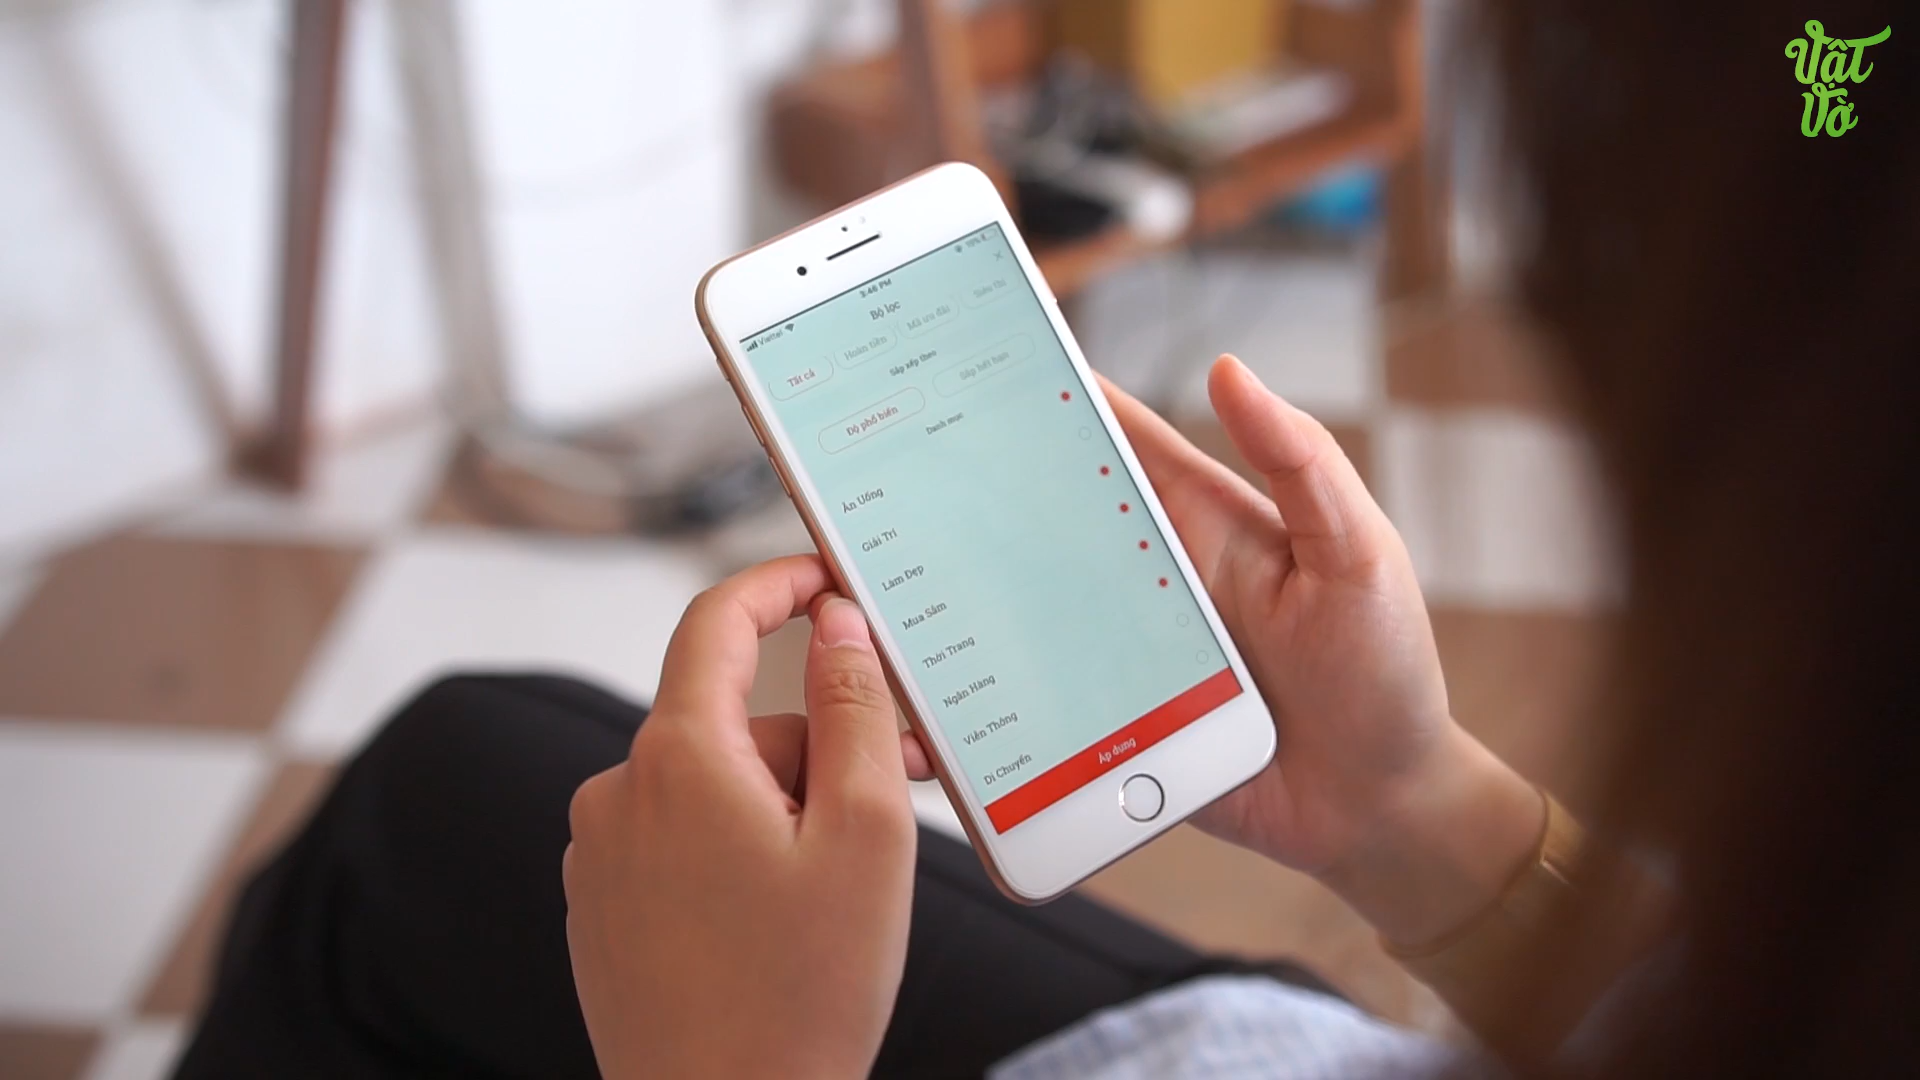 Vật
Vờ
Viettel
3:46 PM
Bộ lọc
Tất cả
Hoàn tiền
Mã ưu đãi
Siêu thị
Sắp xếp theo
Độ phổ biến
Sắp hết hạn
Danh mục
Ăn Uống
Giải Trí
Làm Đẹp
Mua Sắm
Thời Trang
Ngân Hàng
Viễn Thông
Di Chuyển
Áp dụng